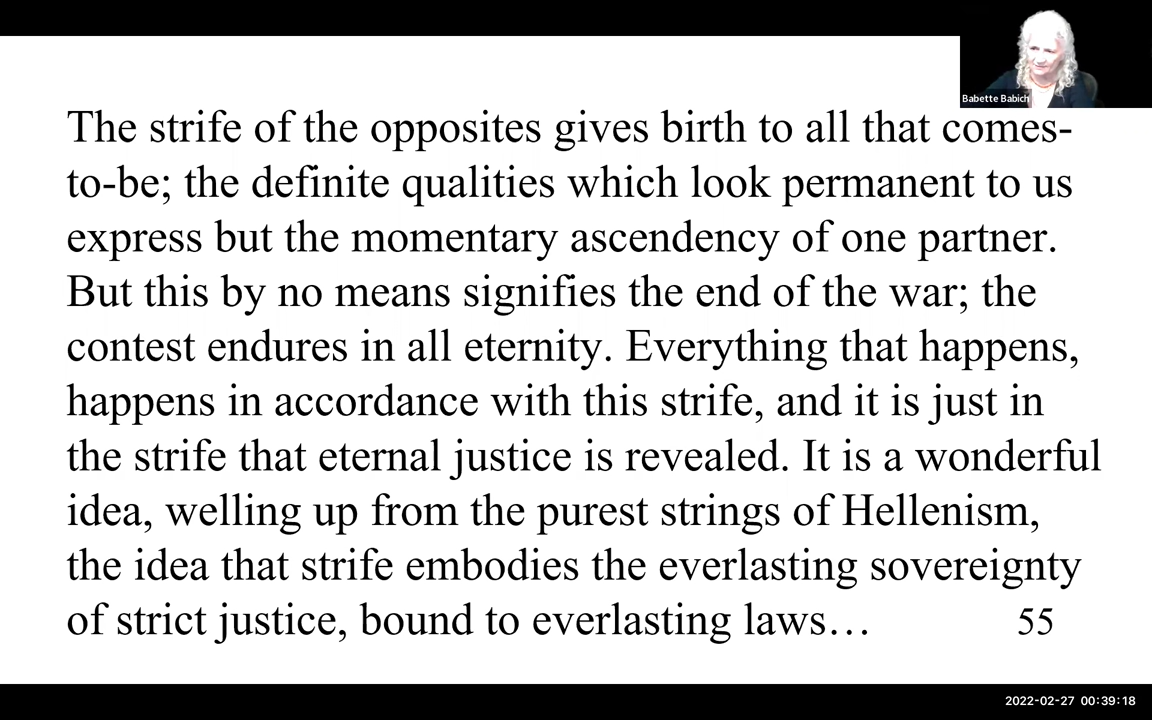 Babette Babich
The strife of the opposites gives birth to all that comes-
to-be; the definite qualities which look permanent to us
express but the momentary ascendency of one partner.
But this by no means signifies the end of the war; the
contest endures in all eternity. Everything that happens,
happens in accordance with this strife, and it is just in
the strife that eternal justice is revealed. It is a wonderful
idea, welling up from the purest strings of Hellenism,
the idea that strife embodies the everlasting sovereignty
of strict justice, bound to everlasting laws… 55
2022-02-27 00:39:18